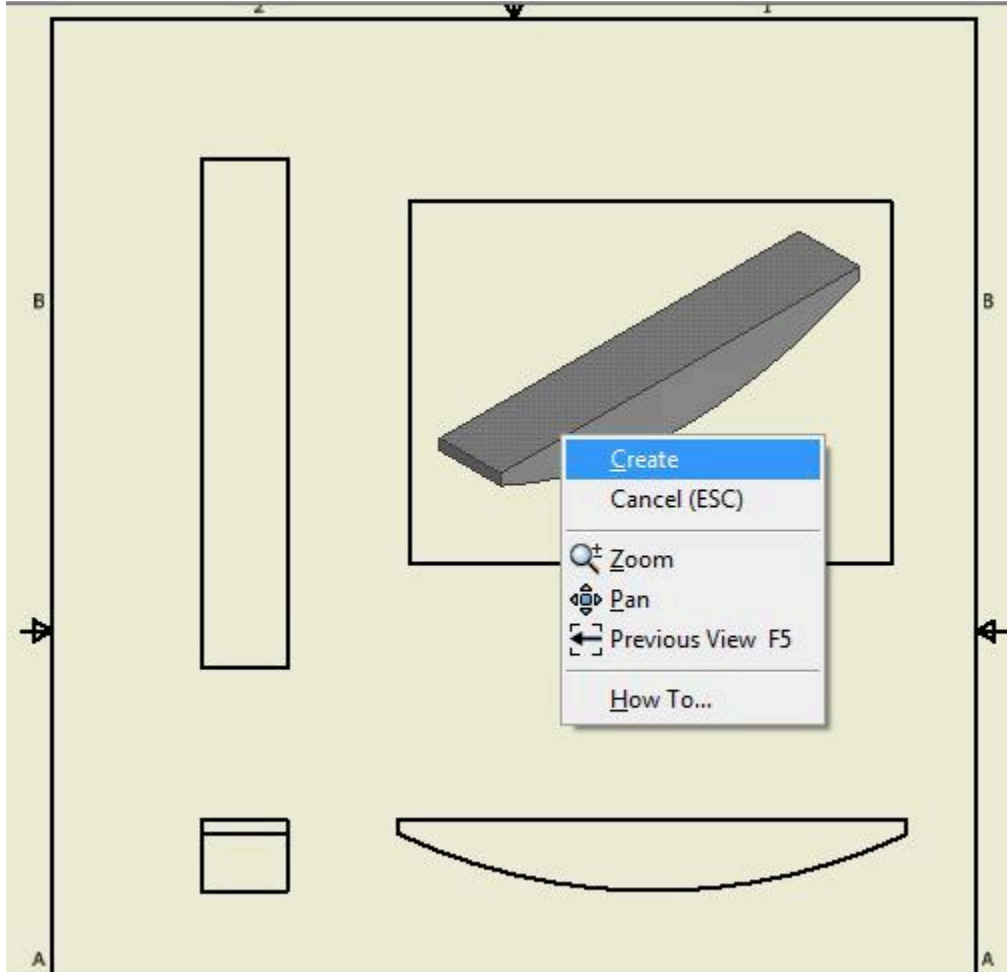 2 1
B B
Create
Cancel (ESC)
Zoom
Pan
Previous View F5
How To...
A A